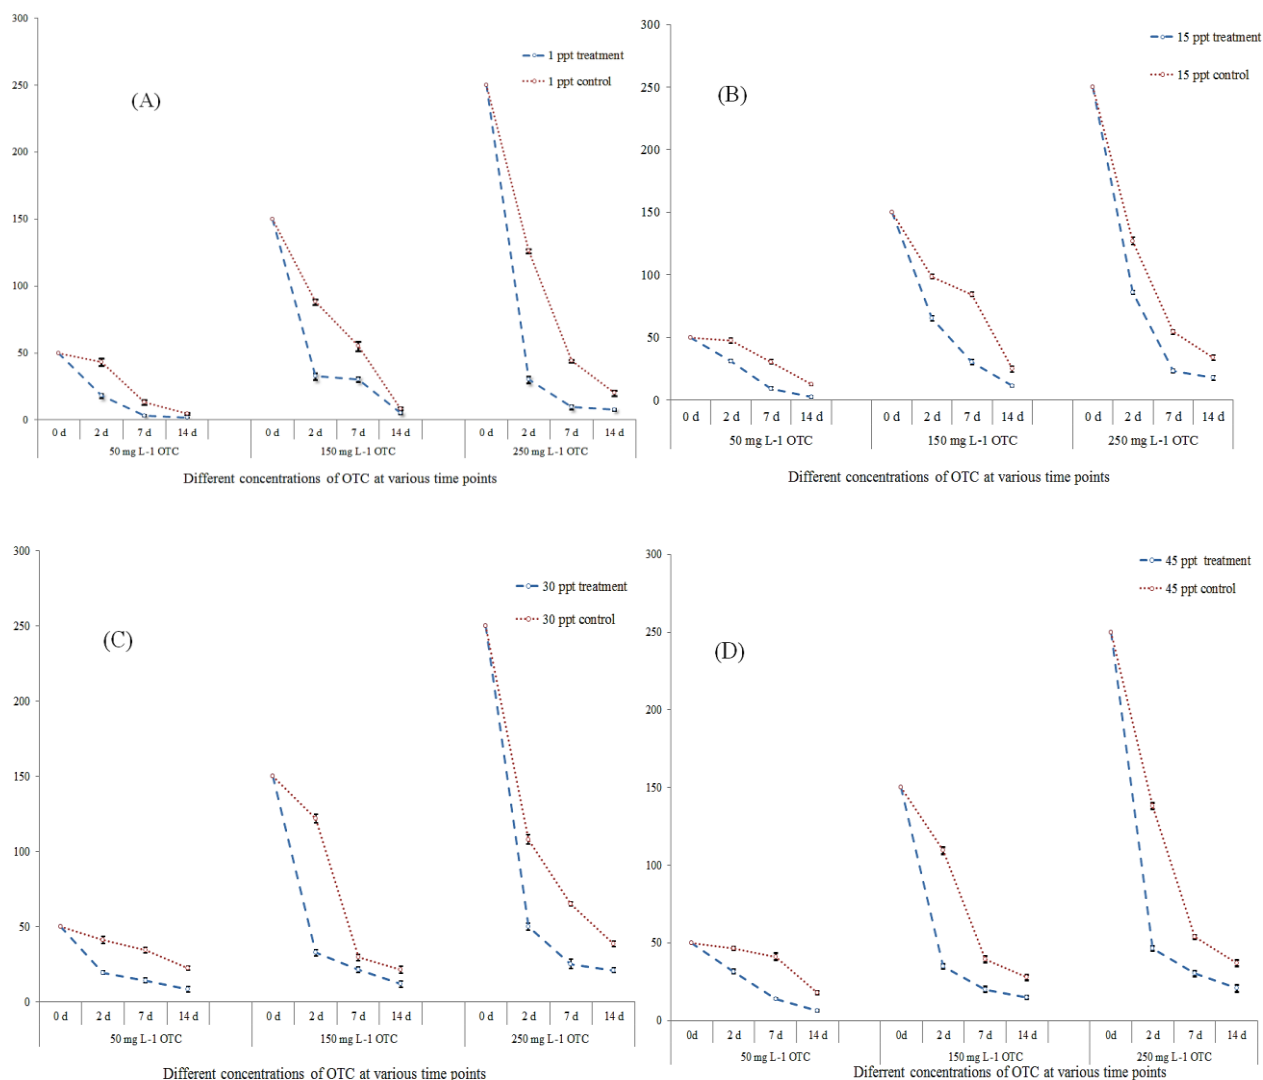 300
250
200
150
100
50
0
(A)
1 ppt treatment
1 ppt control
0 d 2 d 7 d 14 d 0 d 2 d 7 d 14 d 0 d 2 d 7 d 14 d
50 mg L-1 OTC 150 mg L-1 OTC 250 mg L-1 OTC
Different concentrations of OTC at various time points
300
250
200
150
100
50
0
(B)
15 ppt treatment
15 ppt control
0 d 2 d 7 d 14 d 0 d 2 d 7 d 14 d 0 d 2 d 7 d 14 d
50 mg L-1 OTC 150 mg L-1 OTC 250 mg L-1 OTC
Different concentrations of OTC at various time points
300
250
200
150
100
50
0
(C)
30 ppt treatment
30 ppt control
0 d 2 d 7 d 14 d 0 d 2 d 7 d 14 d 0 d 2 d 7 d 14 d
50 mg L-1 OTC 150 mg L-1 OTC 250 mg L-1 OTC
Different concentrations of OTC at various time points
300
250
200
150
100
50
0
(D)
45 ppt treatment
45 ppt control
0d 2 d 7 d 14 d 0d 2 d 7 d 14 d 0 d 2 d 7 d 14 d
50 mg L-1 OTC 150 mg L-1 OTC 250 mg L-1 OTC
Diferrent concentrations of OTC at various time points